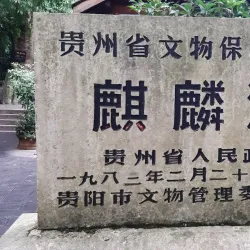 贵州省文物保
麒麟
贵州省人民政
一九八二年二月二十
贵阳市文物管理委